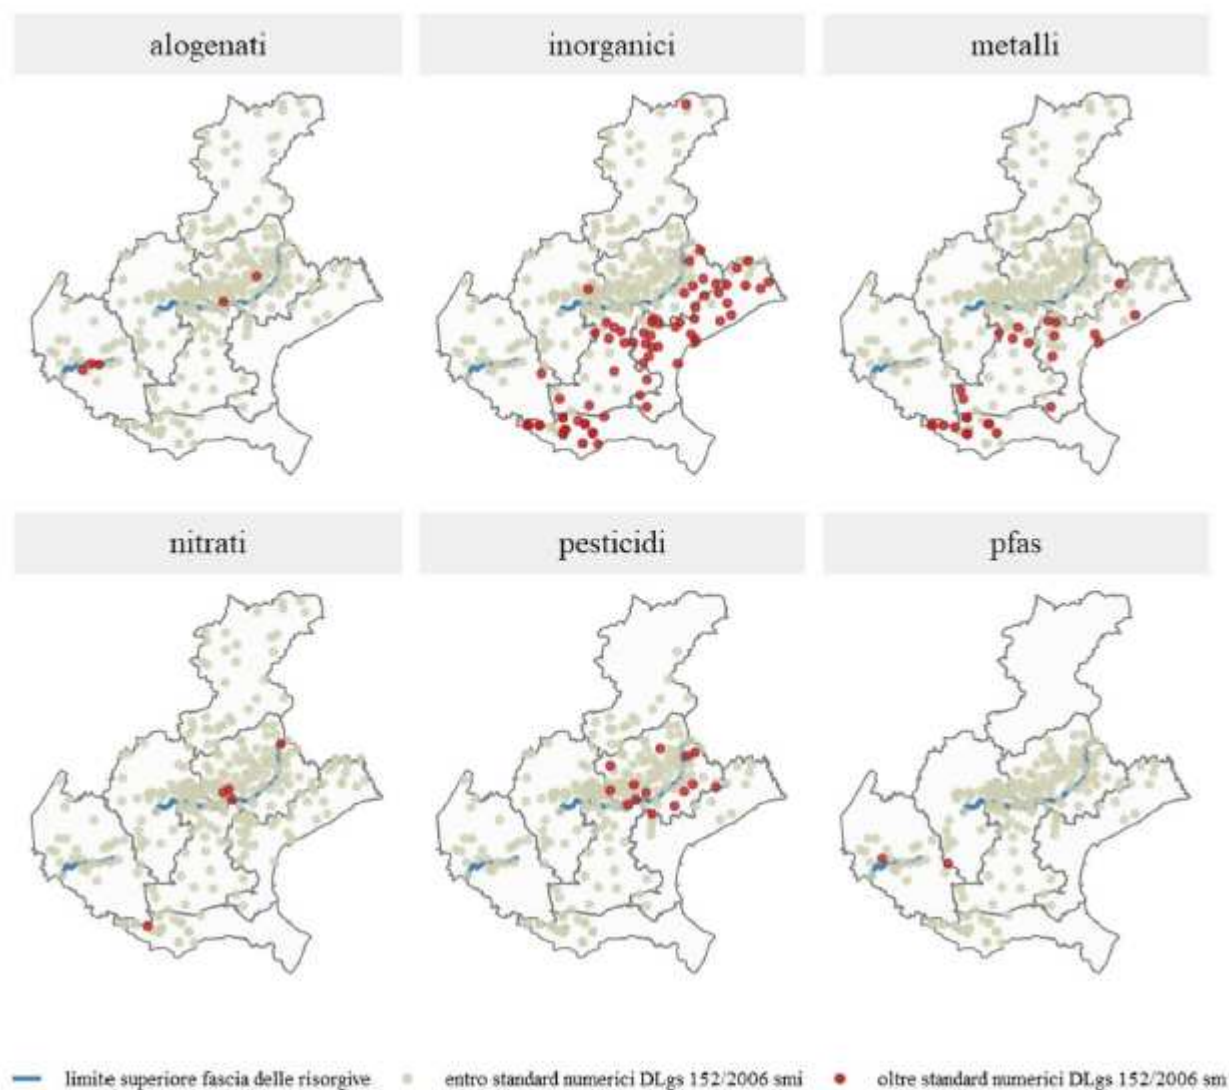 alogenati inorganici metalli
nitrati pesticidi pfas
limite superiore fascia delle risorgive entro standard numerici DLgs 152/2006 smi oltre standard numerici DLgs 152/2006 smi